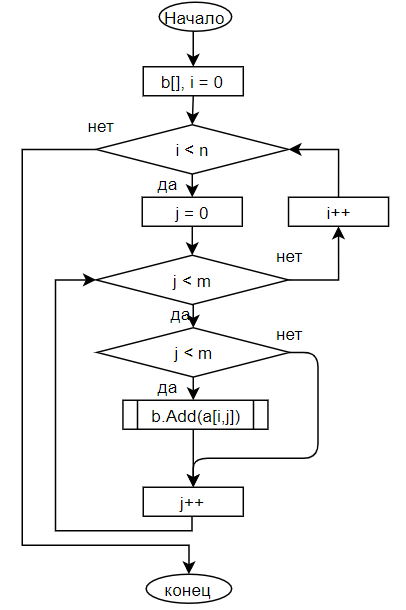 Начало
b[], i = 0
нет
i < n
да
j = 0
i++
нет
j < m
да
нет
j < m
да
b.Add(a[i,j])
j++
конец